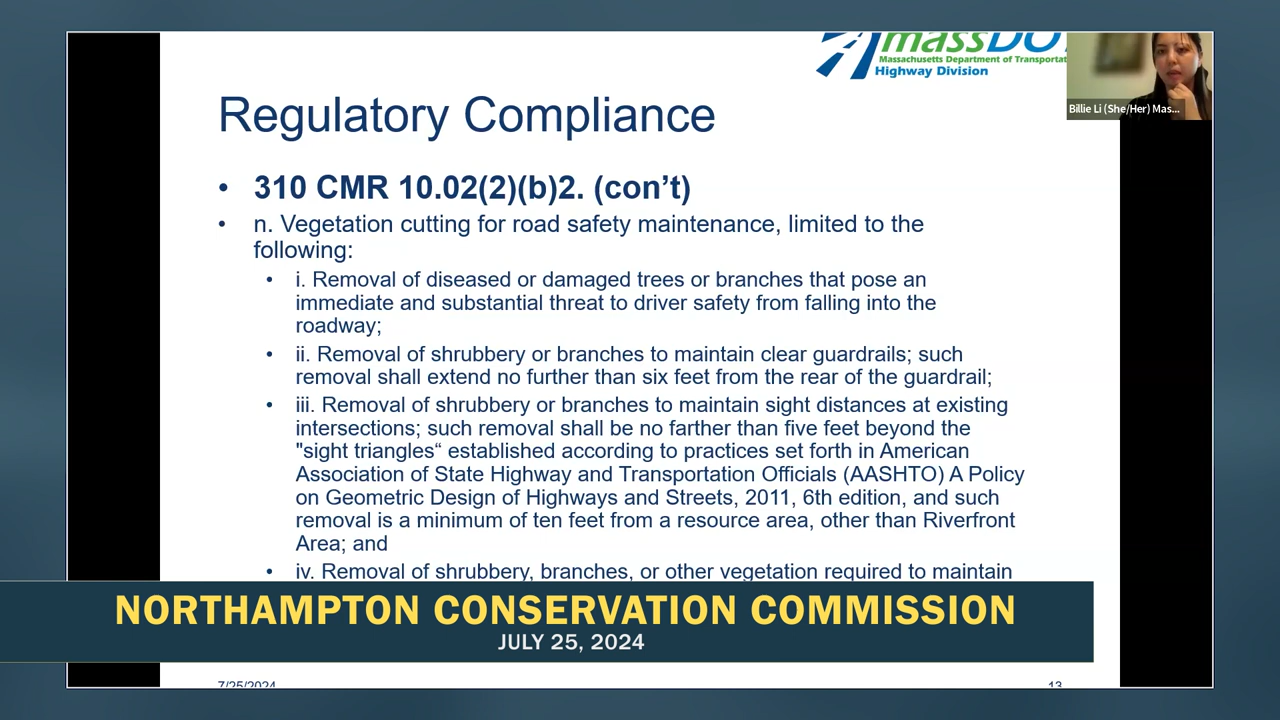 massDO
Massachusetts Department of Transportat
Highway Division
Billie Li (She/Her) Mas...
Regulatory Compliance
• 310 CMR 10.02(2)(b)2. (con’t)
• n. Vegetation cutting for road safety maintenance, limited to the
following:
• i. Removal of diseased or damaged trees or branches that pose an
immediate and substantial threat to driver safety from falling into the
roadway;
• ii. Removal of shrubbery or branches to maintain clear guardrails; such
removal shall extend no further than six feet from the rear of the guardrail;
• iii. Removal of shrubbery or branches to maintain sight distances at existing
intersections; such removal shall be no farther than five feet beyond the
"sight triangles“ established according to practices set forth in American
Association of State Highway and Transportation Officials (AASHTO) A Policy
on Geometric Design of Highways and Streets, 2011, 6th edition, and such
removal is a minimum of ten feet from a resource area, other than Riverfront
Area; and
• iv. Removal of shrubbery, branches, or other vegetation required to maintain
NORTHAMPTON CONSERVATION COMMISSION
JULY 25, 2024
7/25/2024
13